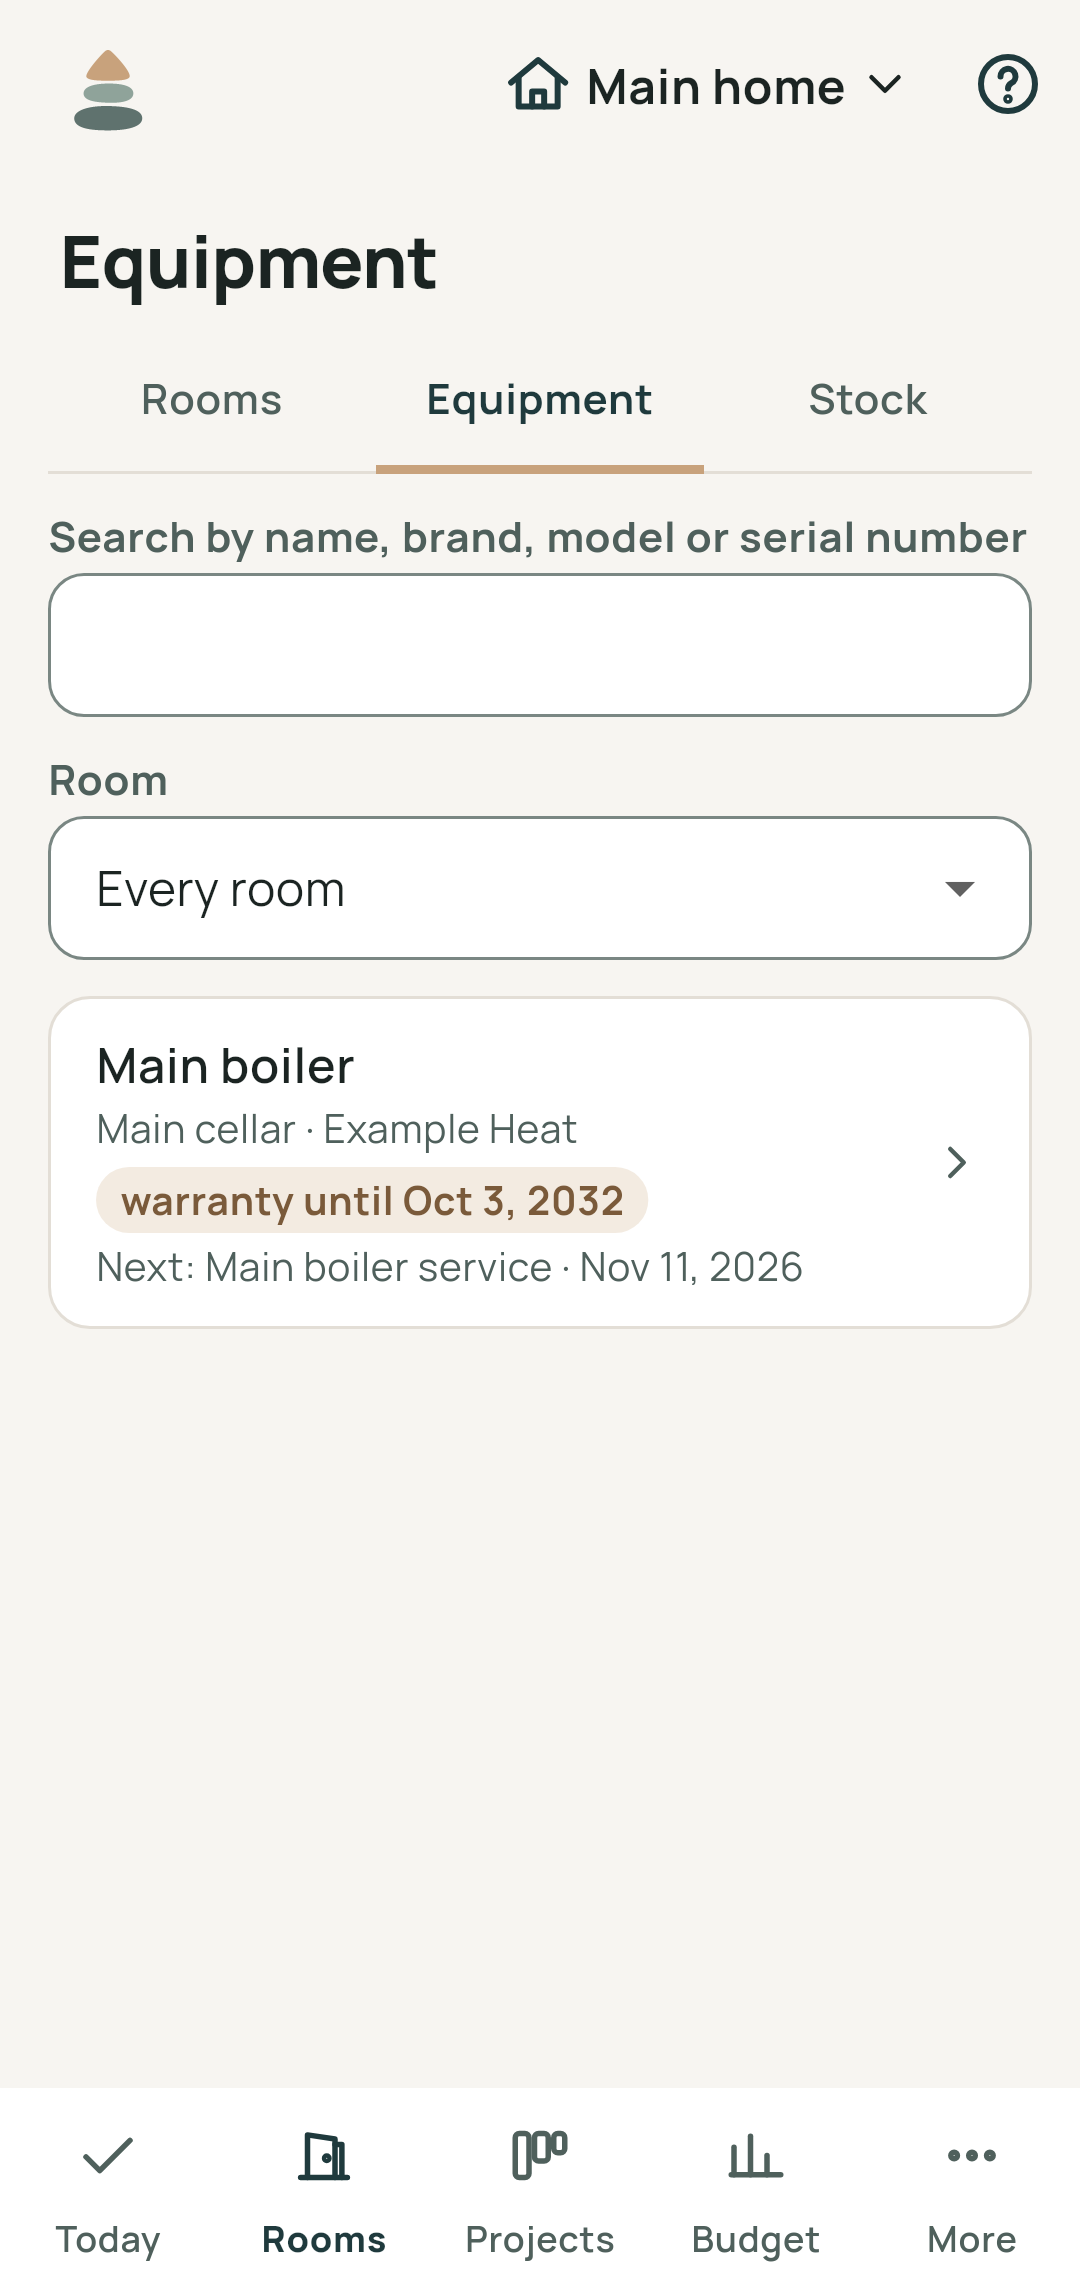 Main home
Equipment
Rooms
Equipment
Stock
Search by name, brand, model or serial number
Room
Every room
Main boiler
Main cellar · Example Heat
warranty until Oct 3, 2032
Next: Main boiler service · Nov 11, 2026
Today
Rooms
Projects
Budget
More